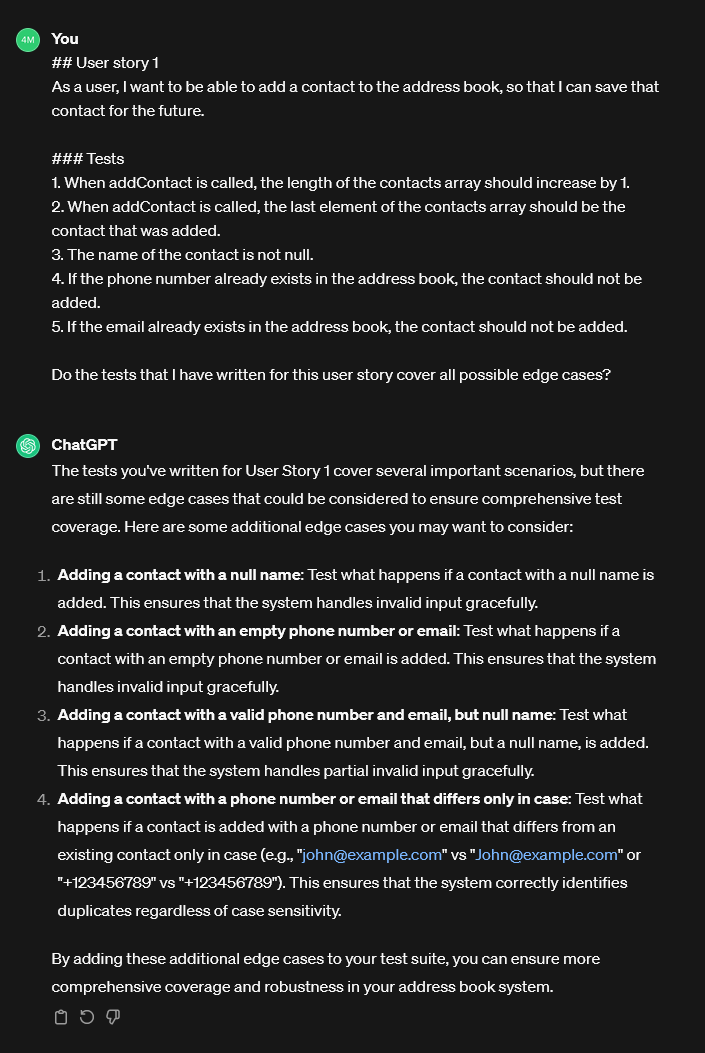 4M
You
## User story 1
As a user, I want to be able to add a contact to the address book, so that I can save that
contact for the future.
### Tests
1. When addContact is called, the length of the contacts array should increase by 1.
2. When addContact is called, the last element of the contacts array should be the
contact that was added.
3. The name of the contact is not null.
4. If the phone number already exists in the address book, the contact should not be
added.
5. If the email already exists in the address book, the contact should not be added.
Do the tests that I have written for this user story cover all possible edge cases?
ChatGPT
The tests you've written for User Story 1 cover several important scenarios, but there
are still some edge cases that could be considered to ensure comprehensive test
coverage. Here are some additional edge cases you may want to consider:
1. Adding a contact with a null name: Test what happens if a contact with a null name is
added. This ensures that the system handles invalid input gracefully.
2. Adding a contact with an empty phone number or email: Test what happens if a
contact with an empty phone number or email is added. This ensures that the system
handles invalid input gracefully.
3. Adding a contact with a valid phone number and email, but null name: Test what
happens if a contact with a valid phone number and email, but a null name, is added.
This ensures that the system handles partial invalid input gracefully.
4. Adding a contact with a phone number or email that differs only in case: Test what
happens if a contact is added with a phone number or email that differs from an
existing contact only in case (e.g., "john@example.com" vs "John@example.com" or
"+123456789" vs "+123456789"). This ensures that the system correctly identifies
duplicates regardless of case sensitivity.
By adding these additional edge cases to your test suite, you can ensure more
comprehensive coverage and robustness in your address book system.